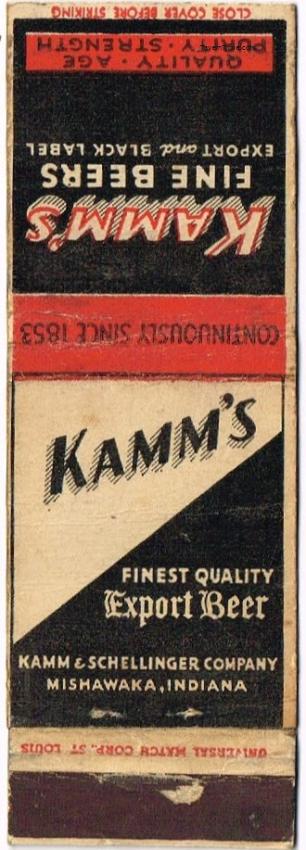 CLOSE COVER BEFORE STRIKING
QUALITY · AGE
PURITY · STRENGTH
KAMM'S
FINE BEERS
EXPORT and BLACK LABEL
CONTINUOUSLY SINCE 1853
KAMM'S
FINEST QUALITY
Export Beer
KAMM & SCHELLINGER COMPANY
MISHAWAKA, INDIANA
UNIVERSAL MATCH CORP. ST LOUIS